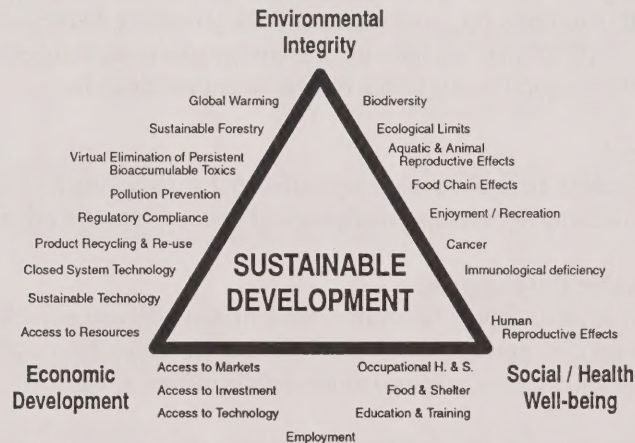 Environmental
Integrity
Global Warming
Biodiversity
Sustainable Forestry
Ecological Limits
Virtual Elimination of Persistent
Bioaccumulable Toxics
Aquatic & Animal
Reproductive Effects
Pollution Prevention
Food Chain Effects
Regulatory Compliance
Enjoyment / Recreation
Product Recycling & Re-use
Cancer
Closed System Technology
Immunological deficiency
SUSTAINABLE
DEVELOPMENT
Sustainable Technology
Access to Resources
Human
Reproductive Effects
Economic
Development
Access to Markets
Access to Investment
Access to Technology
Occupational H. & S.
Food & Shelter
Education & Training
Social / Health
Well-being
Employment